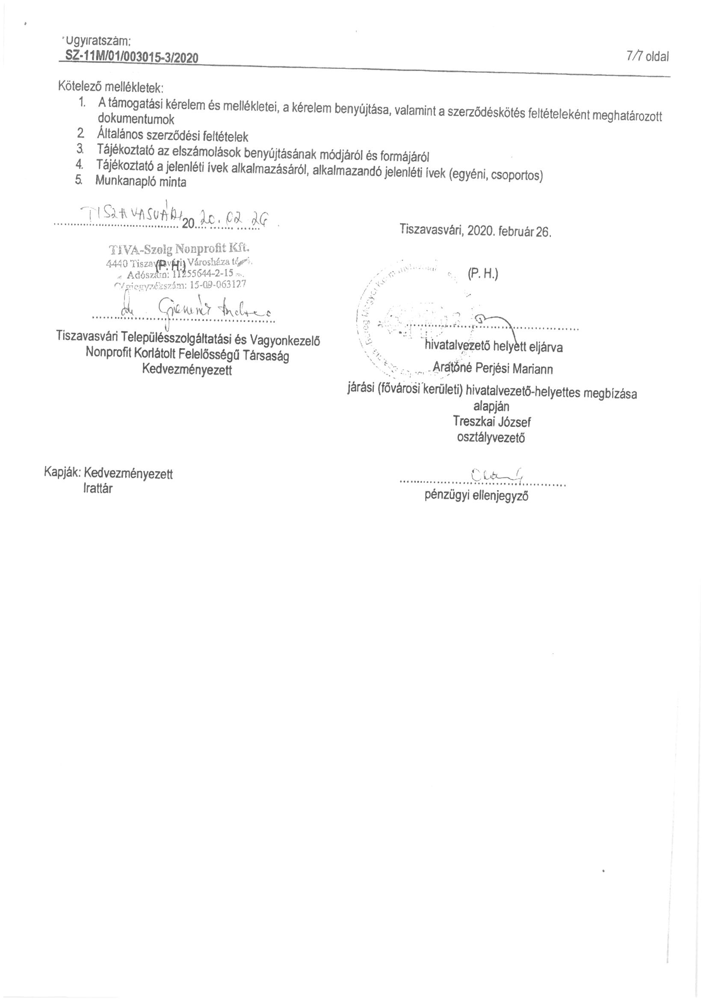 Ügyiratszám:
SZ-11M/01/003015-3/2020
7/7 oldal
Kötelező mellékletek:
1. A támogatási kérelem és mellékletei, a kérelem benyújtása, valamint a szerződéskötés feltételeként meghatározott
dokumentumok
2. Általános szerződési feltételek
3. Tájékoztató az elszámolások benyújtásának módjáról és formájáról
4. Tájékoztató a jelenléti ívek alkalmazásáról, alkalmazandó jelenléti ívek (egyéni, csoportos)
5. Munkanapló minta
TISZAVASVÁRI 20 20. 02 26.
Tiszavasvári, 2020. február 26.
TIVA-Szolg Nonprofit Kft.
4440 Tiszavasvári, Városháza tér
(P. H.)
Adószám: 11255644-2-15
Cégjegyzékszám: 15-09-063127
(P. H.)
dr.
Tiszavasvári Településszolgáltatási és Vagyonkezelő
Nonprofit Korlátolt Felelősségű Társaság
Kedvezményezett
hivatalvezető helyett eljárva
Aratóné Perjési Mariann
járási (fővárosi kerületi) hivatalvezető-helyettes megbízása
alapján
Treszkai József
osztályvezető
Kapják: Kedvezményezett
Irattár
pénzügyi ellenjegyző